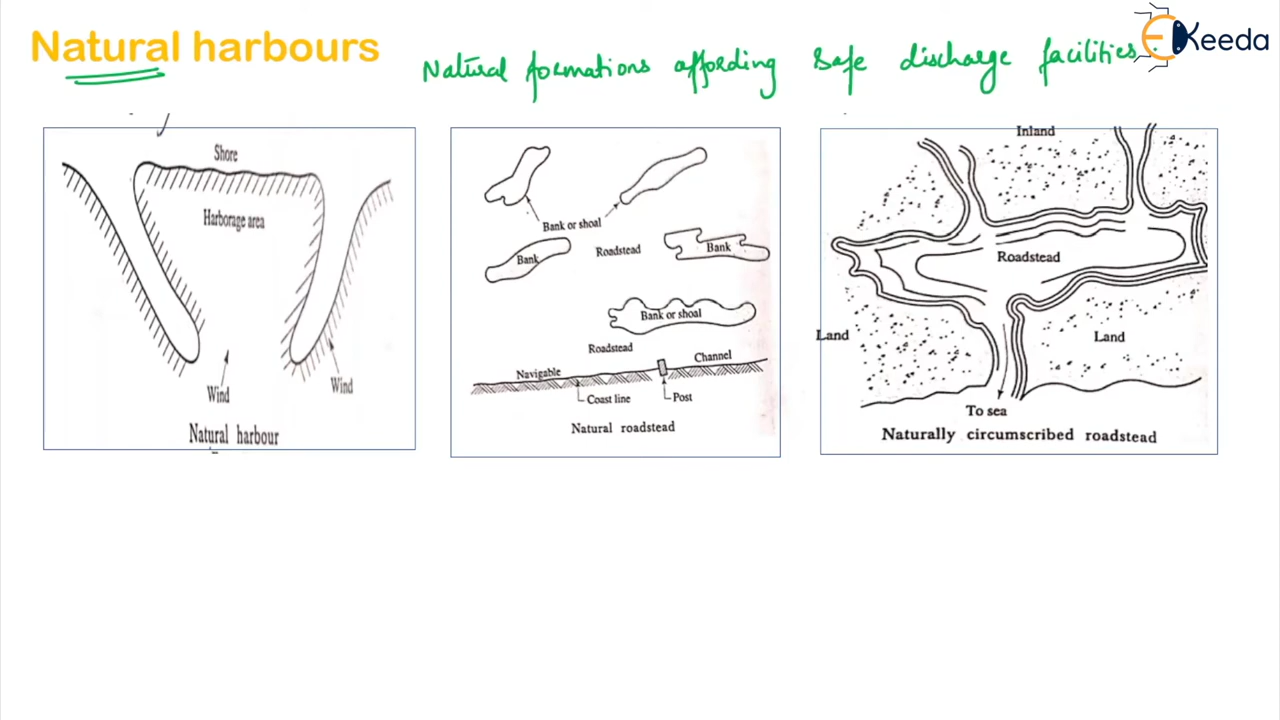 Natural harbours
Natural formations affording safe discharge facilities.
EKeeda
Shore
Harborage area
Wind
Wind
Natural harbour
Bank or shoal
Bank
Roadstead
Bank
Bank or shoal
Roadstead
Navigable
Channel
Coast line
Post
Natural roadstead
Inland
Roadstead
Land
Land
To sea
Naturally circumscribed roadstead